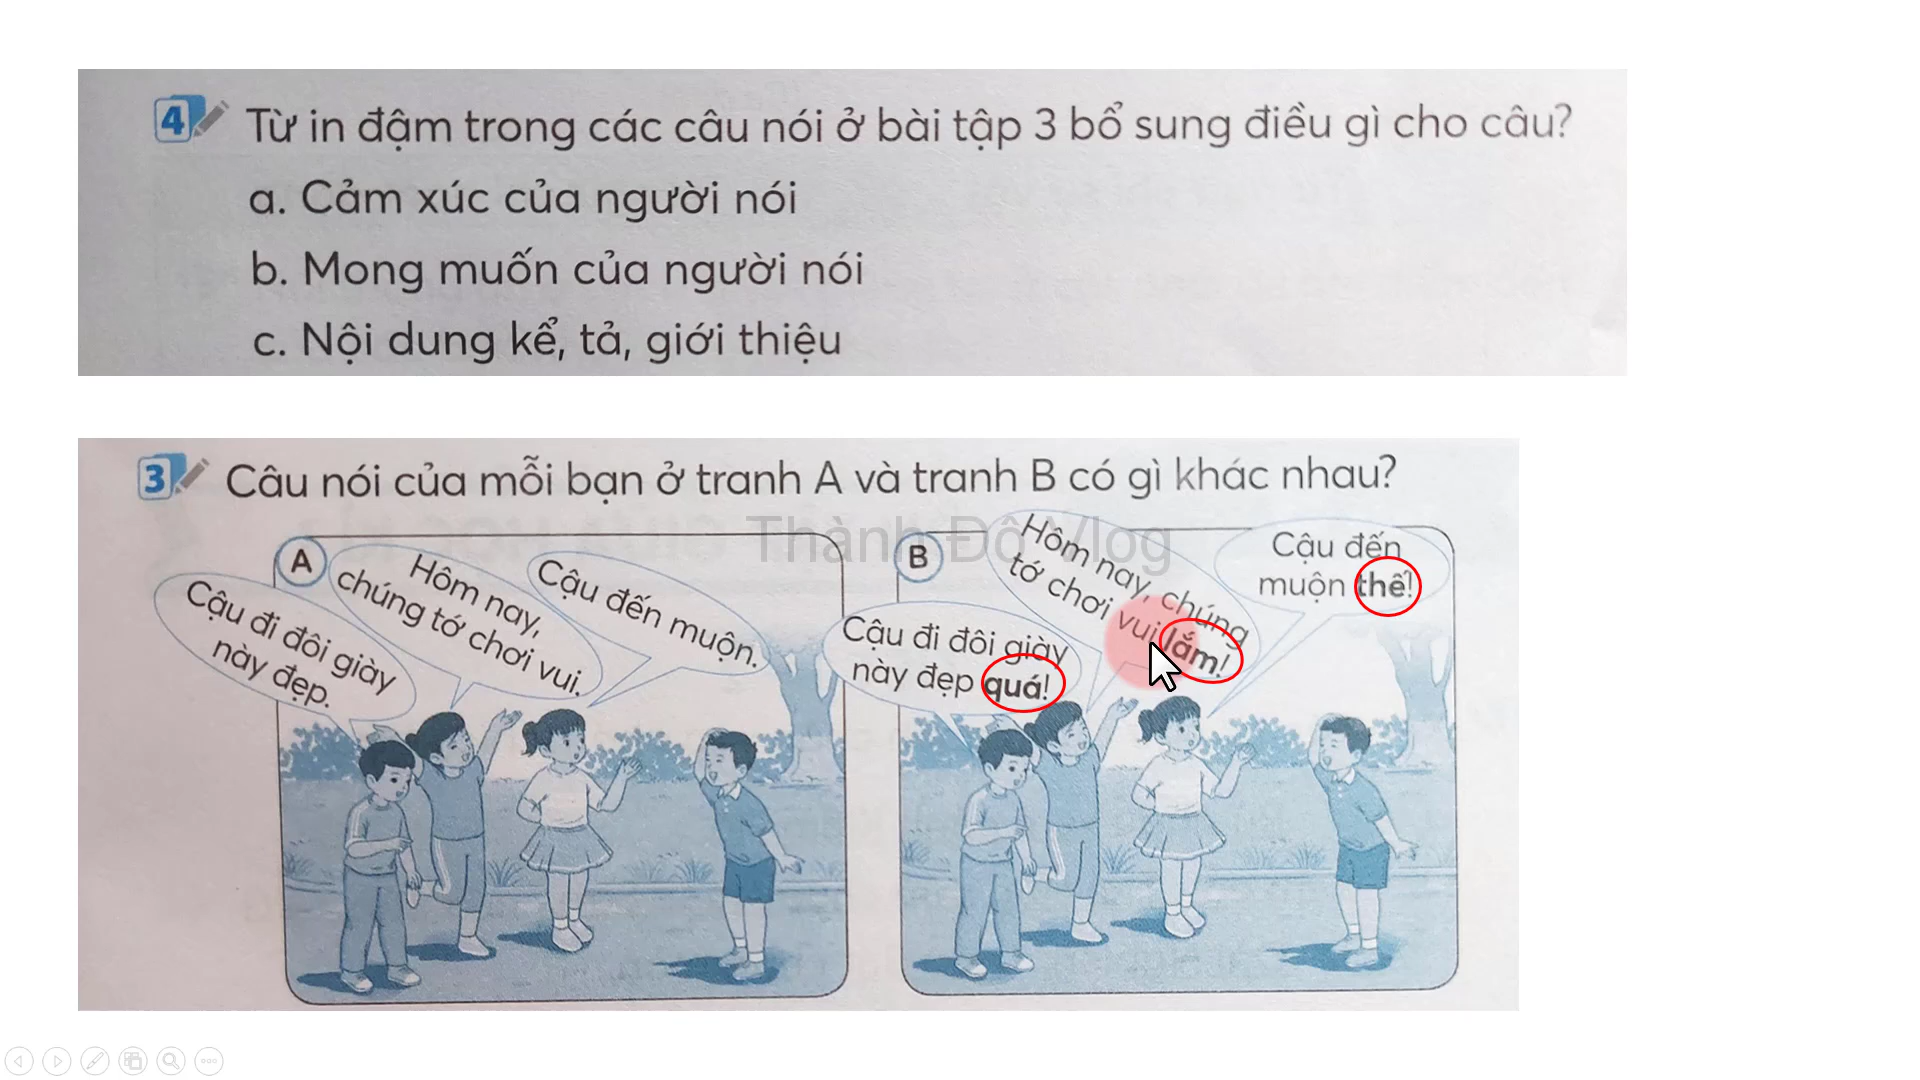 4 Từ in đậm trong các câu nói ở bài tập 3 bổ sung điều gì cho câu?
a. Cảm xúc của người nói
b. Mong muốn của người nói
c. Nội dung kể, tả, giới thiệu
3 Câu nói của mỗi bạn ở tranh A và tranh B có gì khác nhau?
Thành Đô Vlog
A
Cậu đi đôi giày
này đẹp.
Hôm nay,
chúng tớ chơi vui.
Cậu đến muộn.
B
Cậu đi đôi giày
này đẹp quá!
Hôm nay, chúng
tớ chơi vui lắm!
Cậu đến
muộn thế!